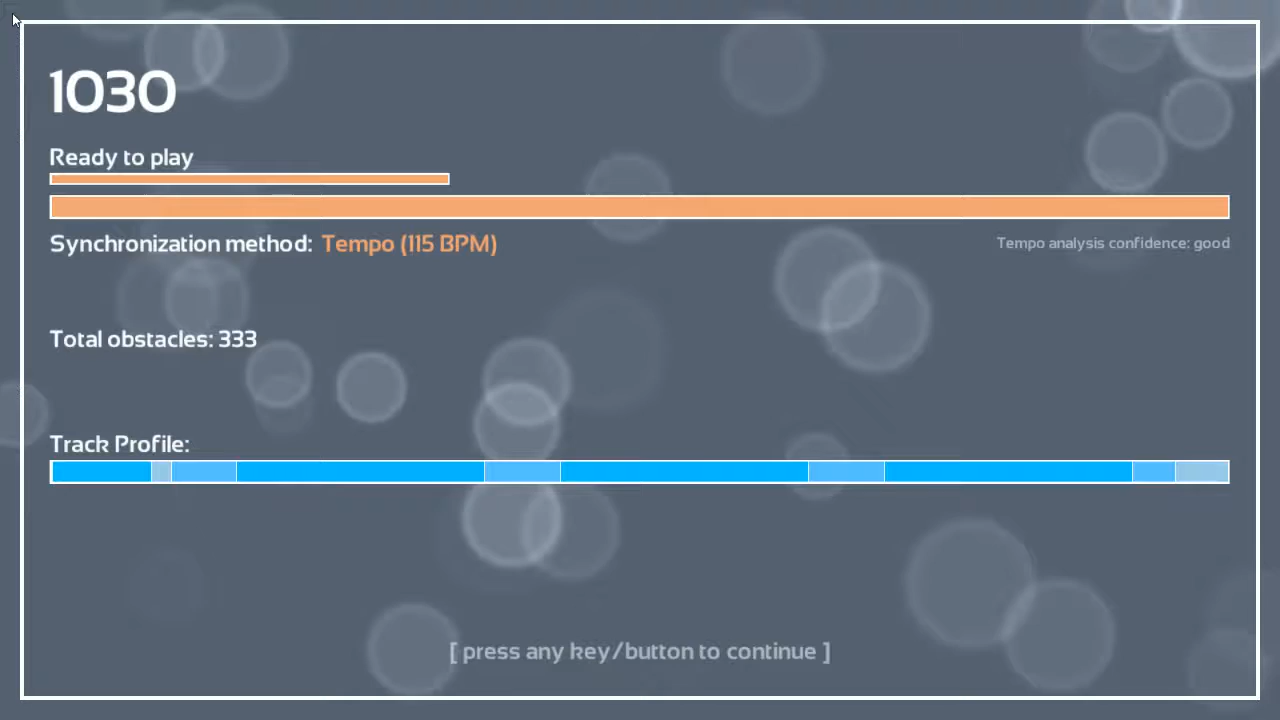 1030
Ready to play
Synchronization method: Tempo (115 BPM)
Tempo analysis confidence: good
Total obstacles: 333
Track Profile:
[ press any key/button to continue ]